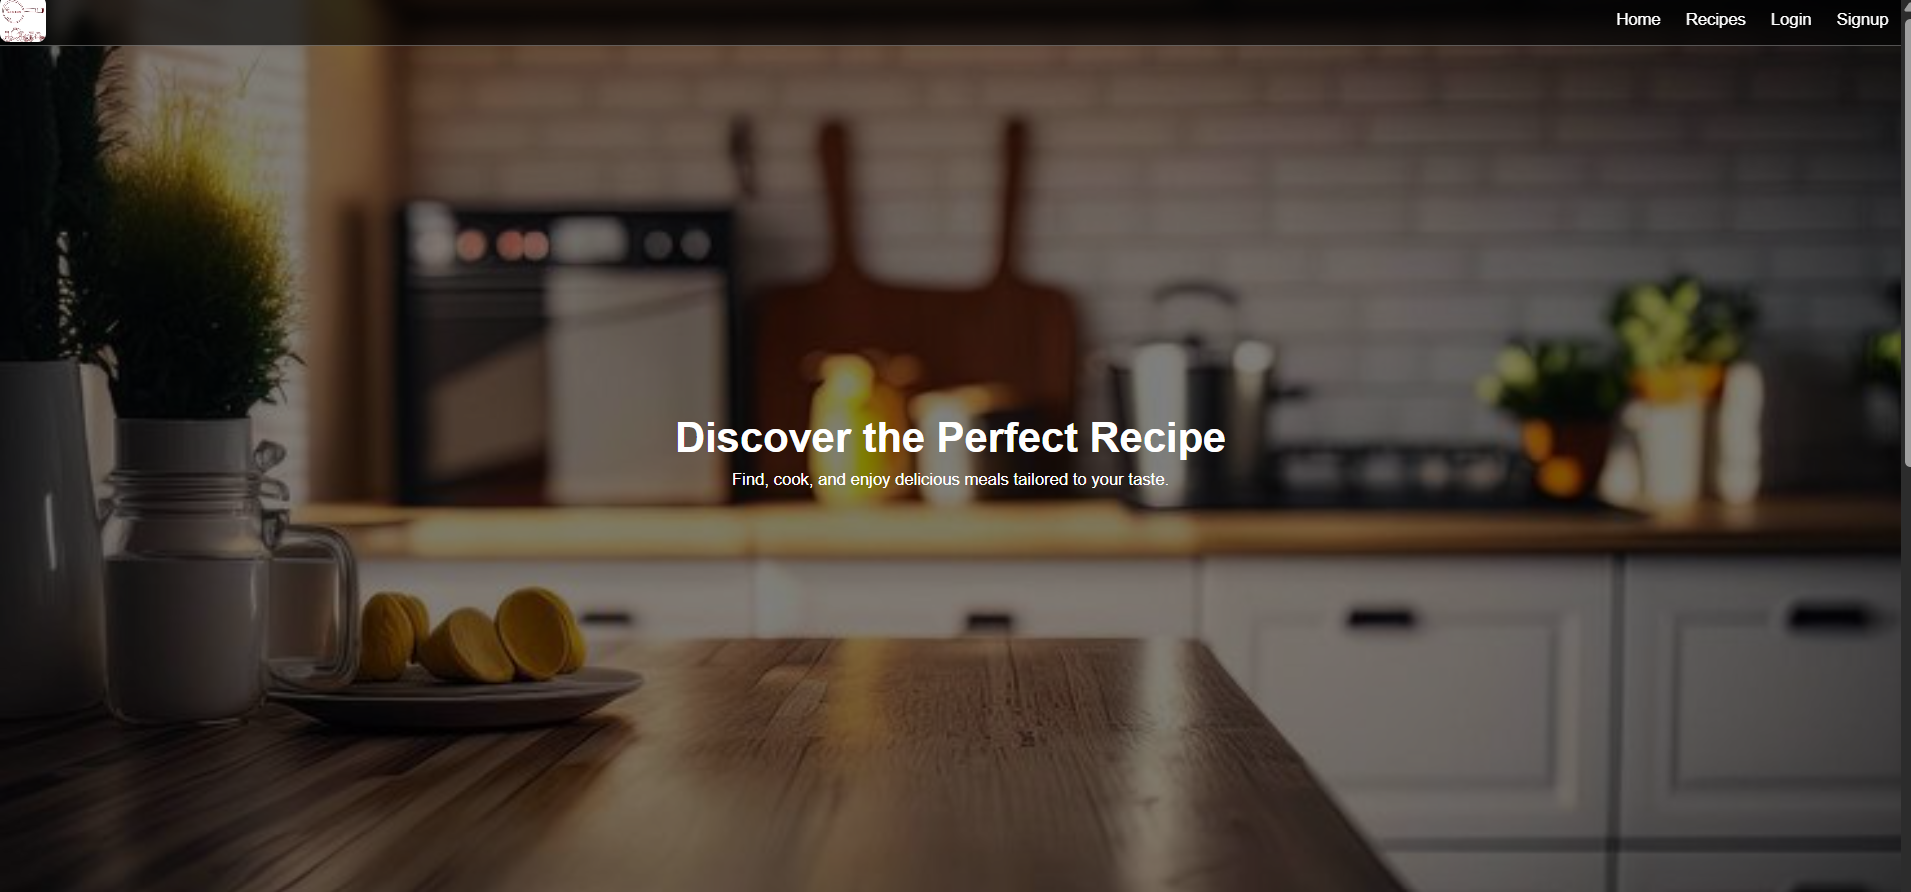 Home Recipes Login Signup
Discover the Perfect Recipe
Find, cook, and enjoy delicious meals tailored to your taste.